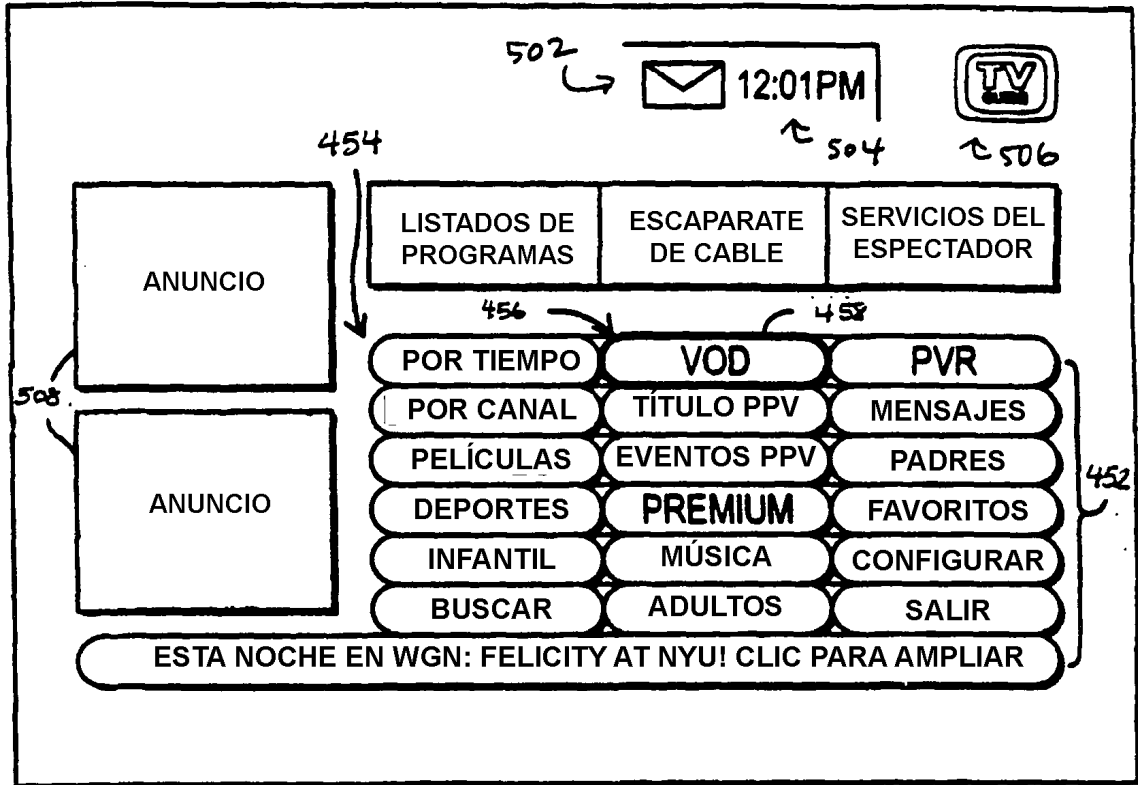 502
12:01PM
TV
GUIDE
504
506
454
LISTADOS DE
PROGRAMAS
ESCAPARATE
DE CABLE
SERVICIOS DEL
ESPECTADOR
ANUNCIO
456
458
POR TIEMPO
VOD
PVR
508
POR CANAL
TÍTULO PPV
MENSAJES
PELÍCULAS
EVENTOS PPV
PADRES
452
ANUNCIO
DEPORTES
PREMIUM
FAVORITOS
INFANTIL
MÚSICA
CONFIGURAR
BUSCAR
ADULTOS
SALIR
ESTA NOCHE EN WGN: FELICITY AT NYU! CLIC PARA AMPLIAR